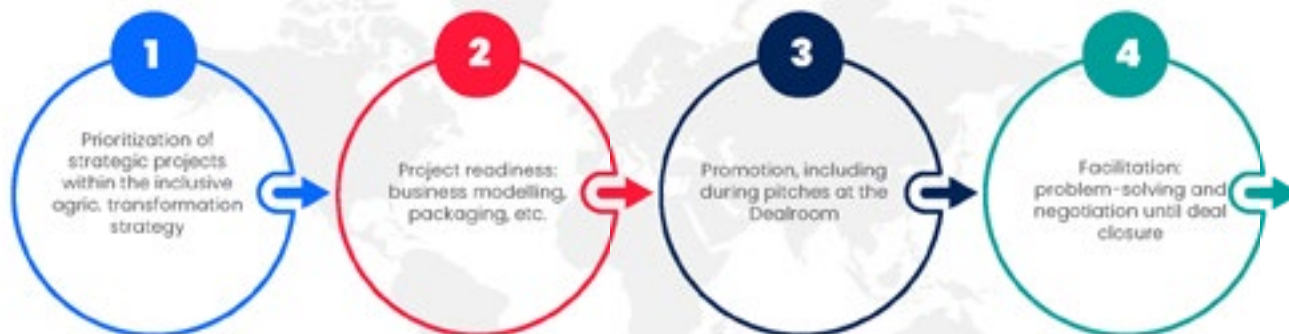 1
Prioritization of
strategic projects
within the inclusive
agric. transformation
strategy
2
Project readiness:
business modelling,
packaging, etc.
3
Promotion, including
during pitches at the
Dealroom
4
Facilitation:
problem-solving and
negotiation until deal
closure